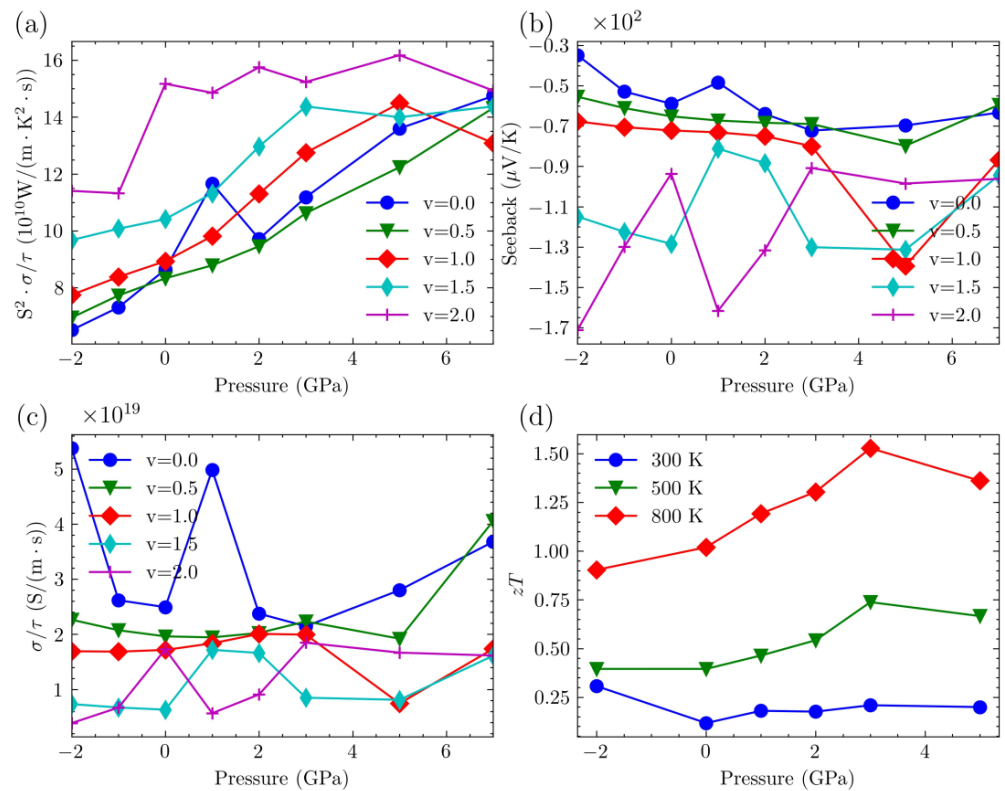 (a)
S² · σ/τ (10¹⁰W/(m · K² · s))
16
14
12
10
8
v=0.0
v=0.5
v=1.0
v=1.5
v=2.0
−2
0
2
4
6
Pressure (GPa)
(b)
×10²
Seeback (μV/K)
−0.3
−0.5
−0.7
−0.9
−1.1
−1.3
−1.5
−1.7
v=0.0
v=0.5
v=1.0
v=1.5
v=2.0
−2
0
2
4
6
Pressure (GPa)
(c)
×10¹⁹
σ/τ (S/(m · s))
5
4
3
2
1
v=0.0
v=0.5
v=1.0
v=1.5
v=2.0
−2
0
2
4
6
Pressure (GPa)
(d)
zT
1.50
1.25
1.00
0.75
0.50
0.25
300 K
500 K
800 K
−2
0
2
4
Pressure (GPa)